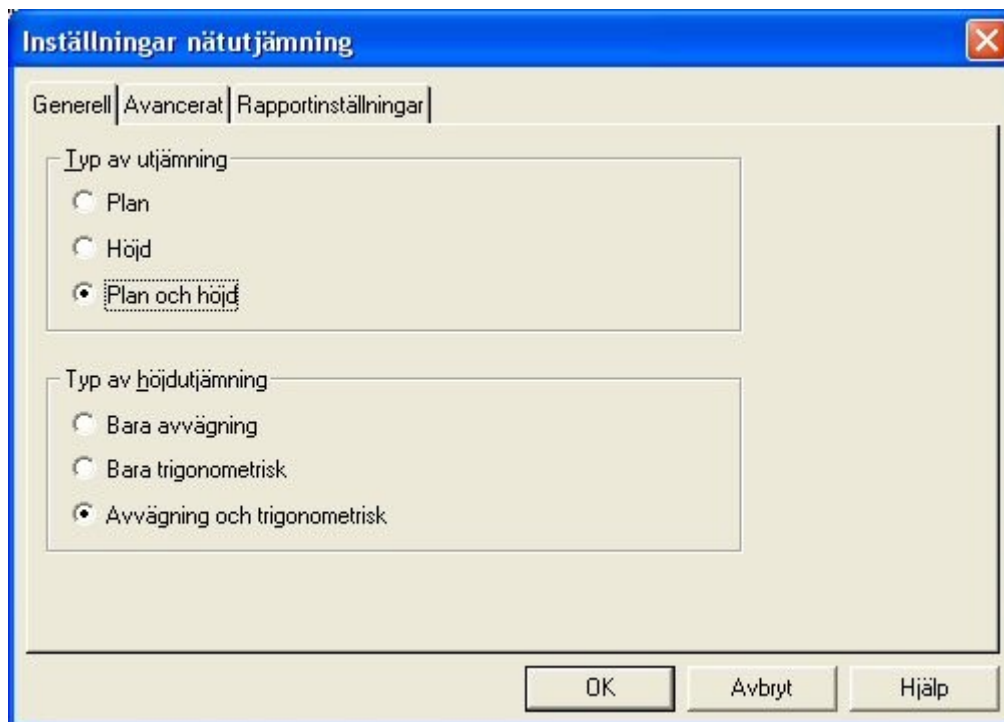 Inställningar nätutjämning
Generell Avancerat Rapportinställningar
Typ av utjämning
Plan
Höjd
Plan och höjd
Typ av höjdutjämning
Bara avvägning
Bara trigonometrisk
Avvägning och trigonometrisk
OK Avbryt Hjälp